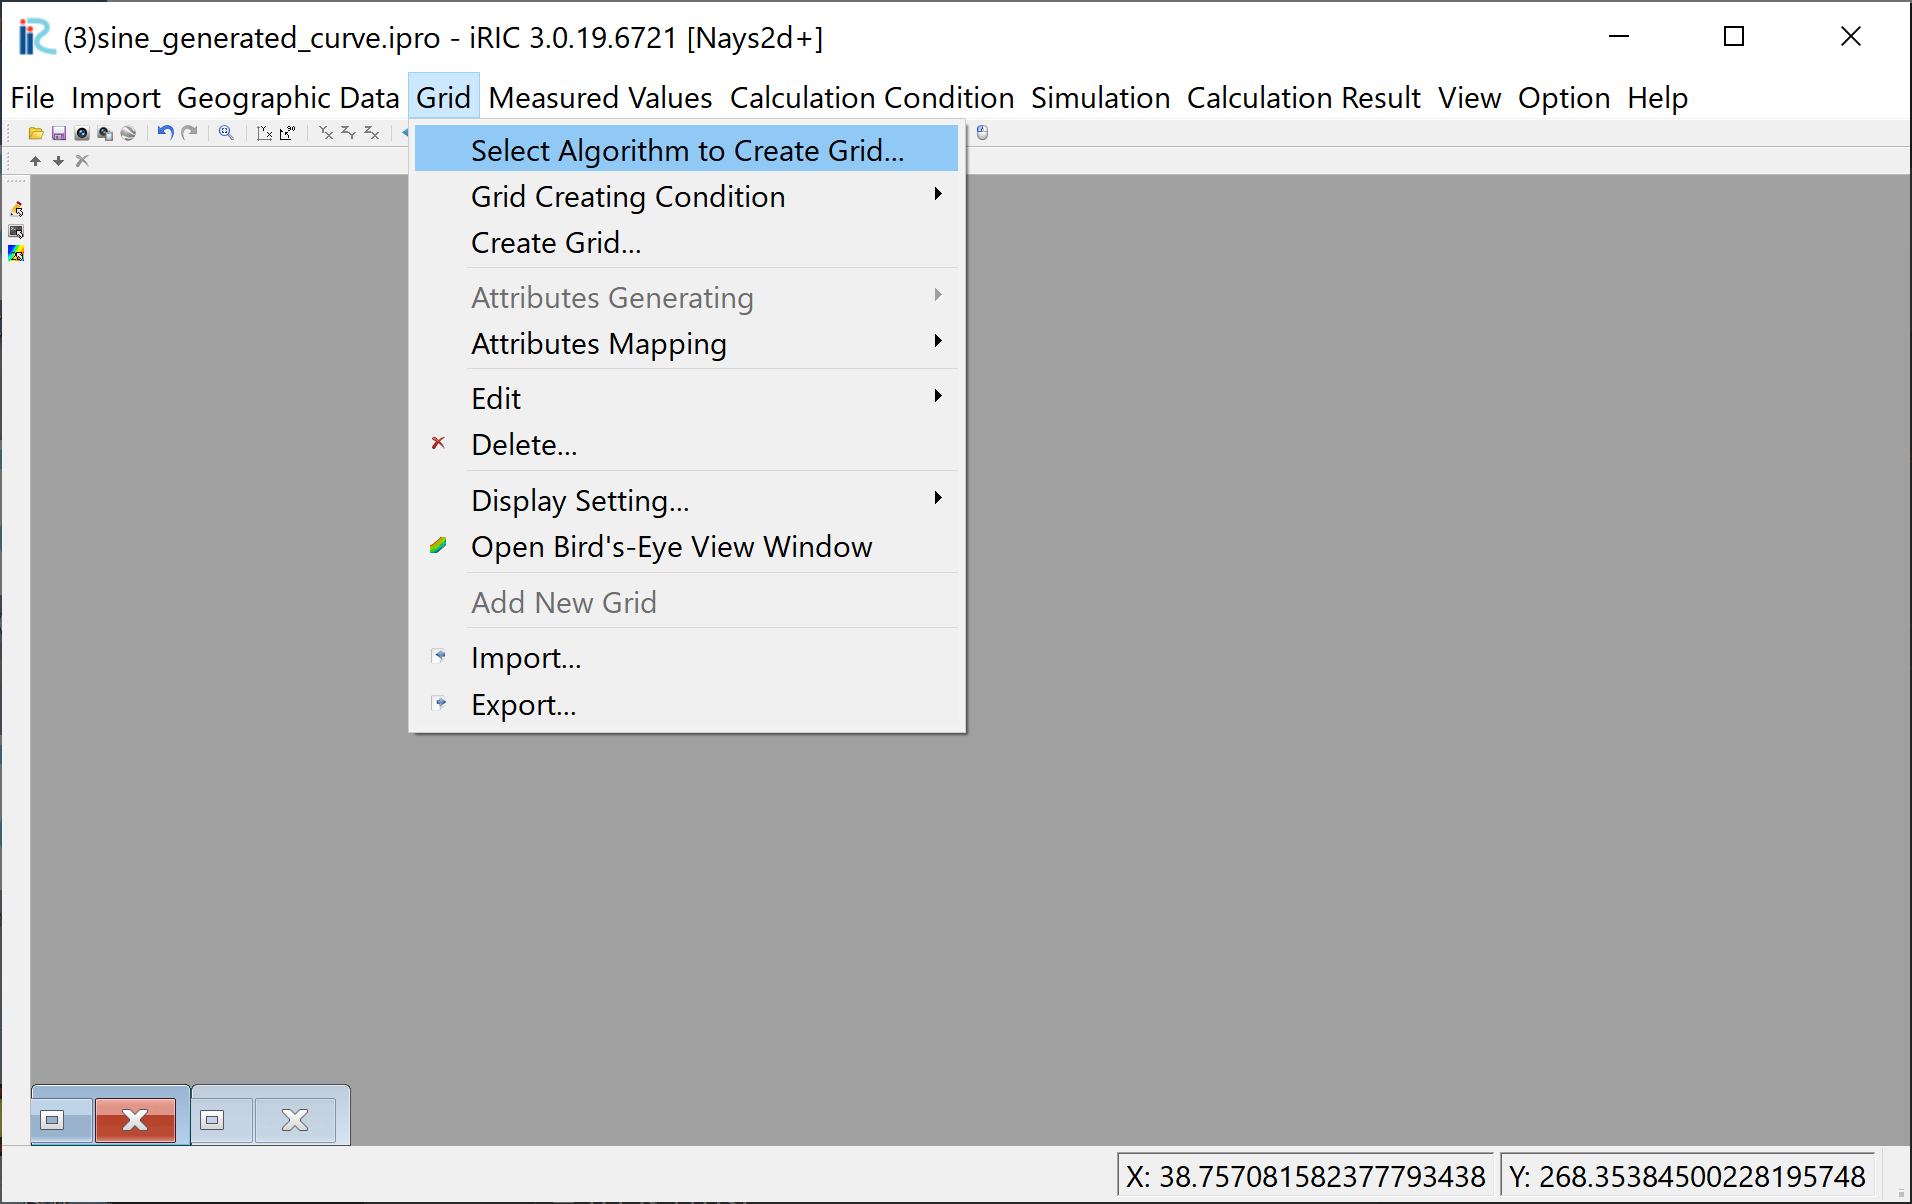 (3)sine_generated_curve.ipro - iRIC 3.0.19.6721 [Nays2d+]
File Import Geographic Data Grid Measured Values Calculation Condition Simulation Calculation Result View Option Help
Select Algorithm to Create Grid...
Grid Creating Condition
Create Grid...
Attributes Generating
Attributes Mapping
Edit
Delete...
Display Setting...
Open Bird's-Eye View Window
Add New Grid
Import...
Export...
X: 38.757081582377793438 Y: 268.35384500228195748